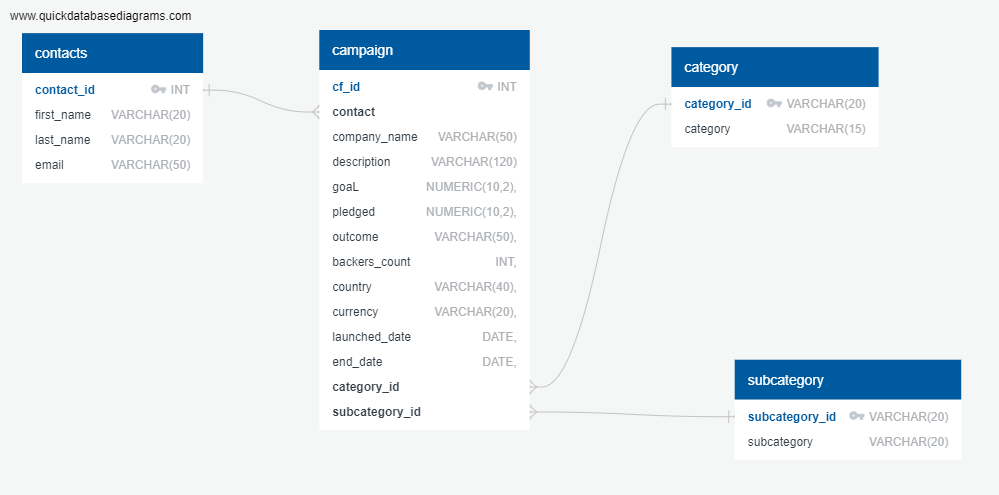 www.quickdatabasediagrams.com
contacts
contact_id INT
first_name VARCHAR(20)
last_name VARCHAR(20)
email VARCHAR(50)
campaign
cf_id INT
contact
company_name VARCHAR(50)
description VARCHAR(120)
goaL NUMERIC(10,2),
pledged NUMERIC(10,2),
outcome VARCHAR(50),
backers_count INT,
country VARCHAR(40),
currency VARCHAR(20),
launched_date DATE,
end_date DATE,
category_id
subcategory_id
category
category_id VARCHAR(20)
category VARCHAR(15)
subcategory
subcategory_id VARCHAR(20)
subcategory VARCHAR(20)